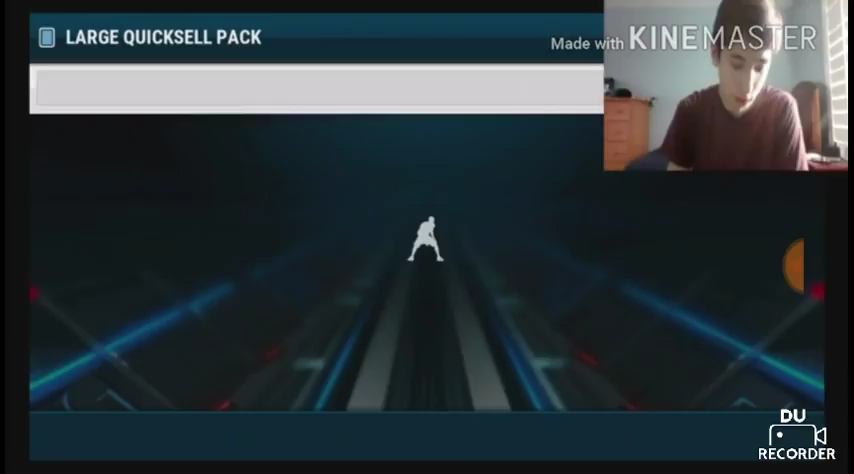 LARGE QUICKSELL PACK
Made with KINEMASTER
DU
RECORDER